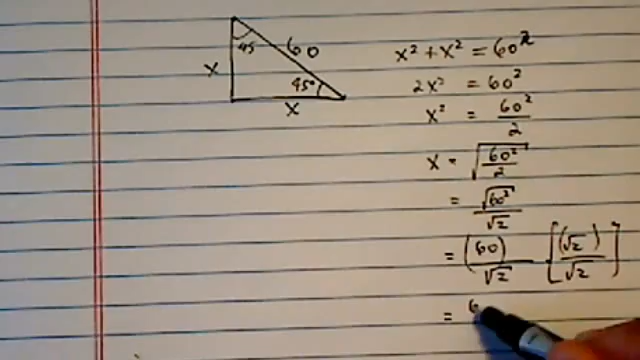 45
60
x
45°
x
x² + x² = 60²
2x² = 60²
x² = 60²/2
x = √(60²/2)
= √60²/√2
= (60)/√2 [(√2)/√2]
= 6